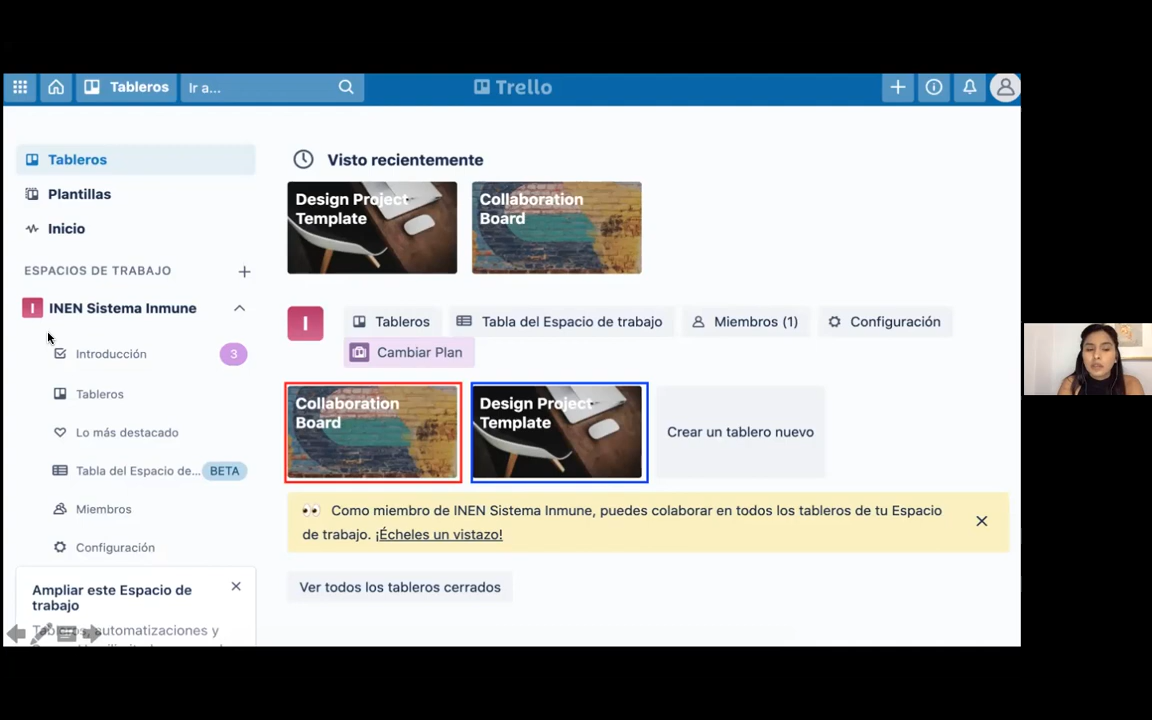 Tableros
Ir a...
Trello
Tableros
Plantillas
Inicio
ESPACIOS DE TRABAJO
I INEN Sistema Inmune
Introducción 3
Tableros
Lo más destacado
Tabla del Espacio de... BETA
Miembros
Configuración
Ampliar este Espacio de
trabajo
Tableros, automatizaciones y
Visto recientemente
Design Project
Template
Collaboration
Board
I
Tableros
Tabla del Espacio de trabajo
Miembros (1)
Configuración
Cambiar Plan
Collaboration
Board
Design Project
Template
Crear un tablero nuevo
Como miembro de INEN Sistema Inmune, puedes colaborar en todos los tableros de tu Espacio
de trabajo. ¡Écheles un vistazo!
Ver todos los tableros cerrados